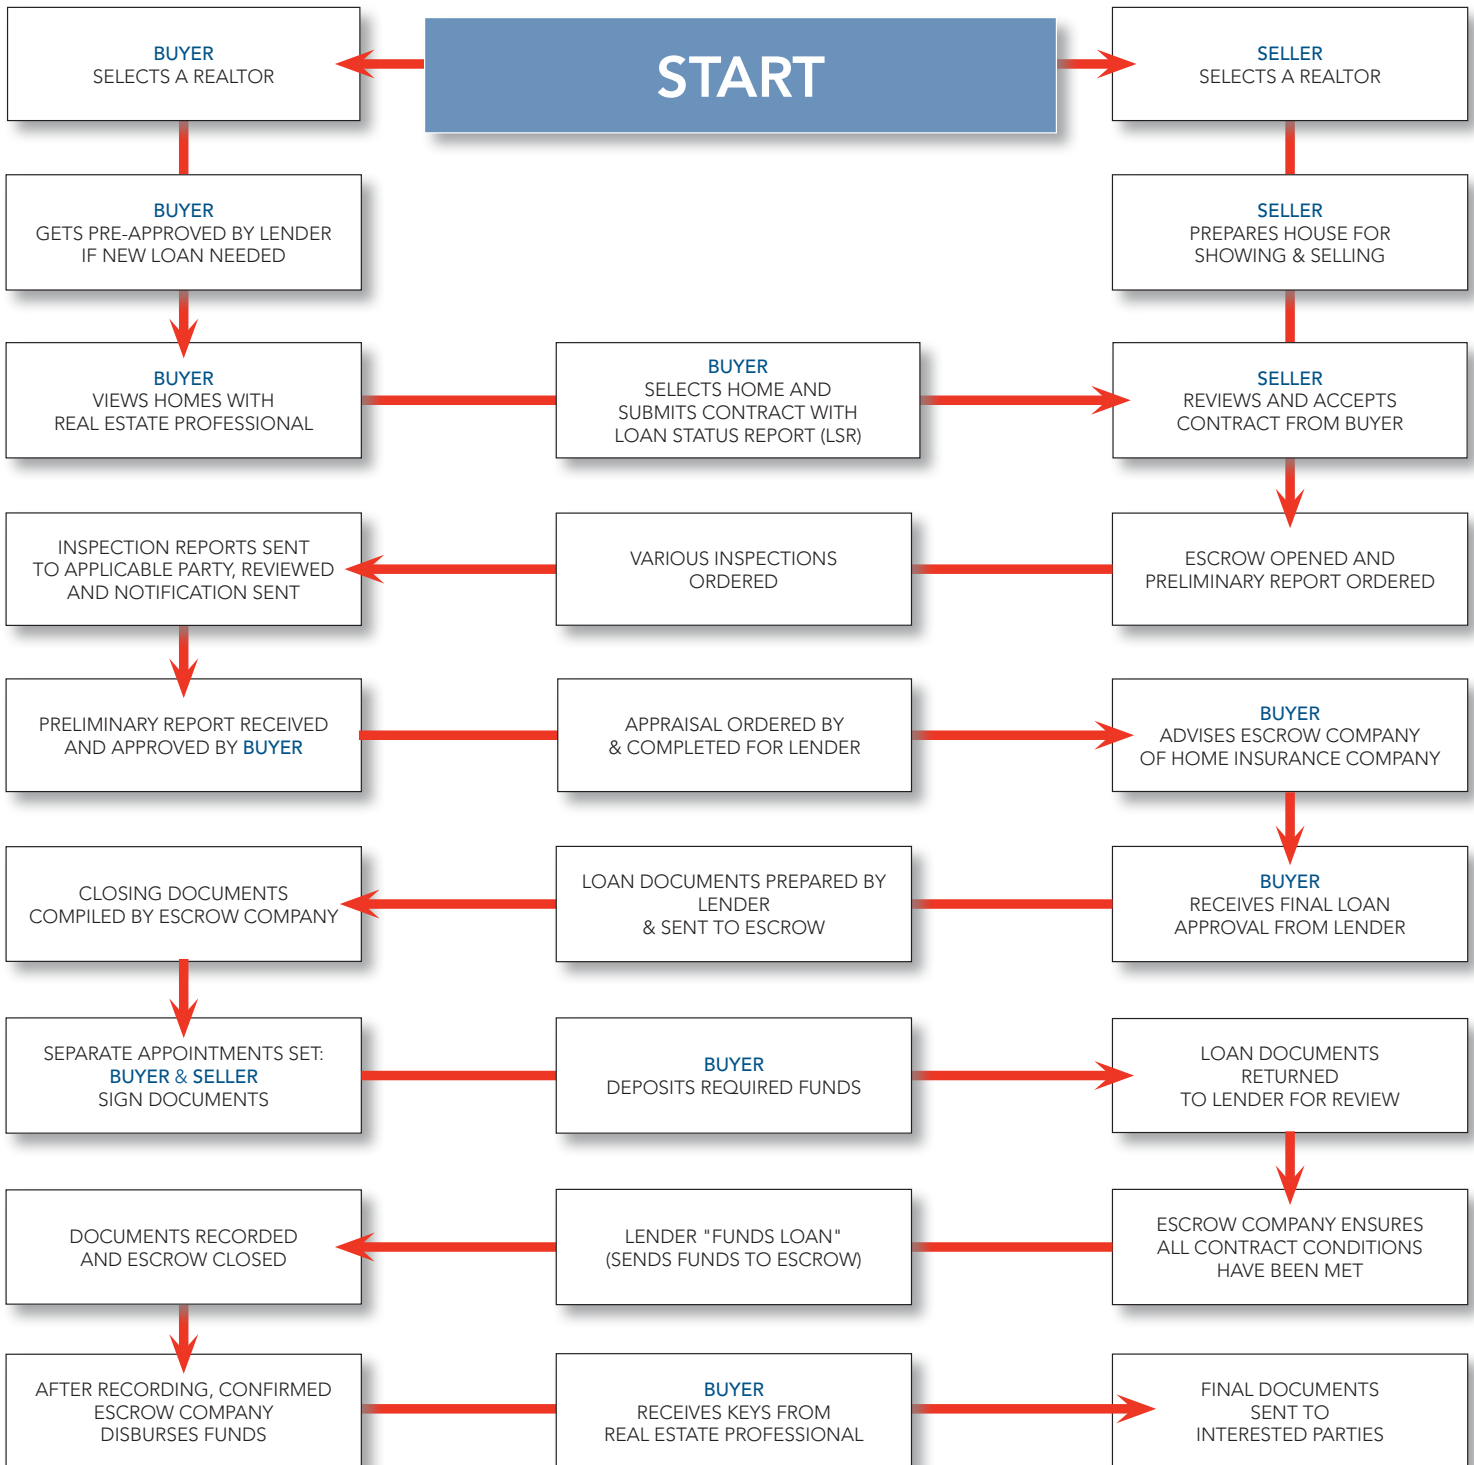 START
BUYER
SELECTS A REALTOR
SELLER
SELECTS A REALTOR
BUYER
GETS PRE-APPROVED BY LENDER
IF NEW LOAN NEEDED
SELLER
PREPARES HOUSE FOR
SHOWING & SELLING
BUYER
VIEWS HOMES WITH
REAL ESTATE PROFESSIONAL
BUYER
SELECTS HOME AND
SUBMITS CONTRACT WITH
LOAN STATUS REPORT (LSR)
SELLER
REVIEWS AND ACCEPTS
CONTRACT FROM BUYER
ESCROW OPENED AND
PRELIMINARY REPORT ORDERED
VARIOUS INSPECTIONS
ORDERED
INSPECTION REPORTS SENT
TO APPLICABLE PARTY, REVIEWED
AND NOTIFICATION SENT
PRELIMINARY REPORT RECEIVED
AND APPROVED BY BUYER
APPRAISAL ORDERED BY
& COMPLETED FOR LENDER
BUYER
ADVISES ESCROW COMPANY
OF HOME INSURANCE COMPANY
BUYER
RECEIVES FINAL LOAN
APPROVAL FROM LENDER
LOAN DOCUMENTS PREPARED BY
LENDER
& SENT TO ESCROW
CLOSING DOCUMENTS
COMPILED BY ESCROW COMPANY
SEPARATE APPOINTMENTS SET:
BUYER & SELLER
SIGN DOCUMENTS
BUYER
DEPOSITS REQUIRED FUNDS
LOAN DOCUMENTS
RETURNED
TO LENDER FOR REVIEW
ESCROW COMPANY ENSURES
ALL CONTRACT CONDITIONS
HAVE BEEN MET
LENDER "FUNDS LOAN"
(SENDS FUNDS TO ESCROW)
DOCUMENTS RECORDED
AND ESCROW CLOSED
AFTER RECORDING, CONFIRMED
ESCROW COMPANY
DISBURSES FUNDS
BUYER
RECEIVES KEYS FROM
REAL ESTATE PROFESSIONAL
FINAL DOCUMENTS
SENT TO
INTERESTED PARTIES